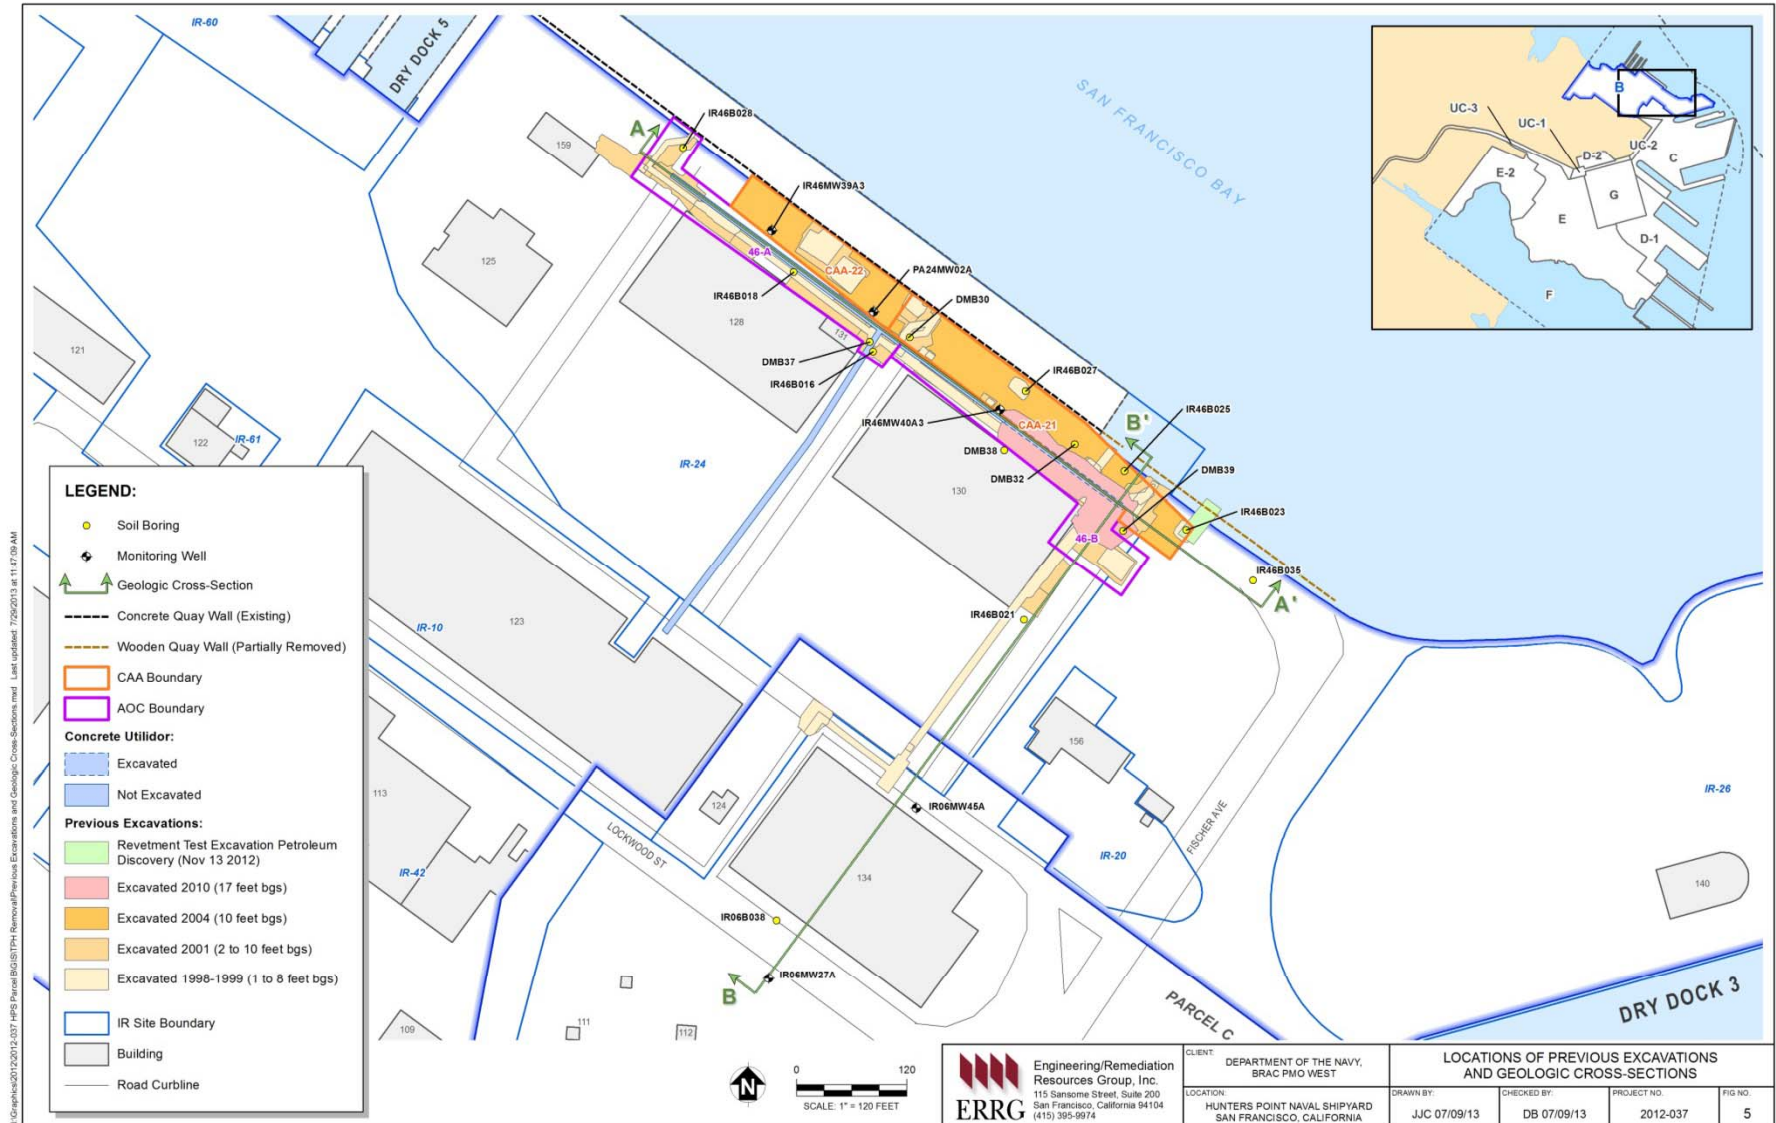 IR-60
DRY DOCK 5
SAN FRANCISCO BAY
B
UC-3
UC-1
UC-2
D-2
C
E-2
G
E
D-1
F
A
IR46B028
159
IR46MW39A3
46-A
CAA-22
PA24MW02A
125
IR46B018
DMB30
128
131
DMB37
IR46B016
IR46B027
121
IR46MW40A3
CAA-21
B'
IR46B025
122
IR-61
IR-24
DMB38
DMB39
DMB32
130
IR46B023
46-B
IR46B035
A'
IR46B021
IR-10
123
156
IR-26
113
124
IR06MW45A
FISCHER AVE
LOCKWOOD ST
IR-20
IR-42
134
140
IR06B038
IR06MW27A
B
PARCEL C
DRY DOCK 3
109
111
112
LEGEND:
Soil Boring
Monitoring Well
Geologic Cross-Section
Concrete Quay Wall (Existing)
Wooden Quay Wall (Partially Removed)
CAA Boundary
AOC Boundary
Concrete Utilidor:
Excavated
Not Excavated
Previous Excavations:
Revetment Test Excavation Petroleum
Discovery (Nov 13 2012)
Excavated 2010 (17 feet bgs)
Excavated 2004 (10 feet bgs)
Excavated 2001 (2 to 10 feet bgs)
Excavated 1998-1999 (1 to 8 feet bgs)
IR Site Boundary
Building
Road Curbline
N
0 120
SCALE: 1" = 120 FEET
ERRG
Engineering/Remediation
Resources Group, Inc.
115 Sansome Street, Suite 200
San Francisco, California 94104
(415) 395-9974
CLIENT:
DEPARTMENT OF THE NAVY,
BRAC PMO WEST
LOCATION:
HUNTERS POINT NAVAL SHIPYARD
SAN FRANCISCO, CALIFORNIA
LOCATIONS OF PREVIOUS EXCAVATIONS
AND GEOLOGIC CROSS-SECTIONS
DRAWN BY:
JJC 07/09/13
CHECKED BY:
DB 07/09/13
PROJECT NO.
2012-037
FIG NO.
5
Last updated: 7/29/2013 at 11:47:09 AM